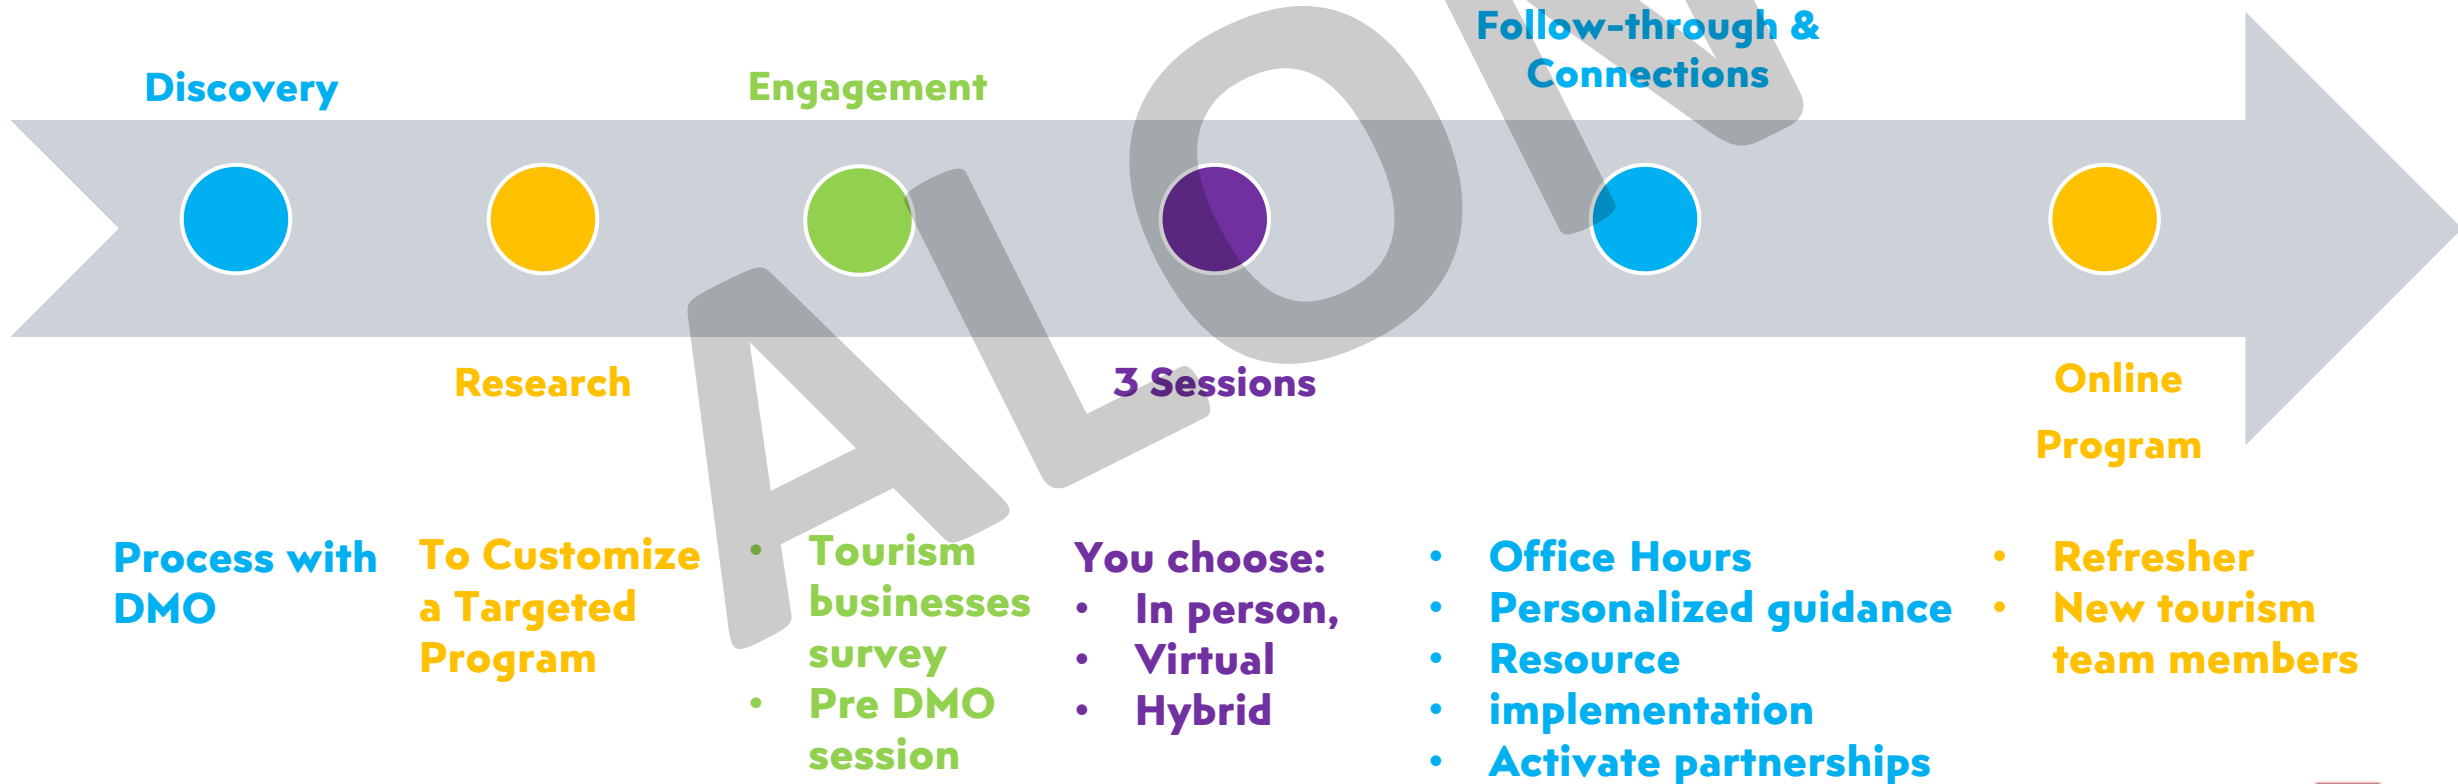 Follow-through &
Connections
Discovery
Engagement
Research
3 Sessions
Online
Program
Process with
DMO
To Customize
a Targeted
Program
• Tourism
businesses
survey
• Pre DMO
session
You choose:
• In person,
• Virtual
• Hybrid
• Office Hours
• Personalized guidance
• Resource
• implementation
• Activate partnerships
• Refresher
• New tourism
team members
ALON